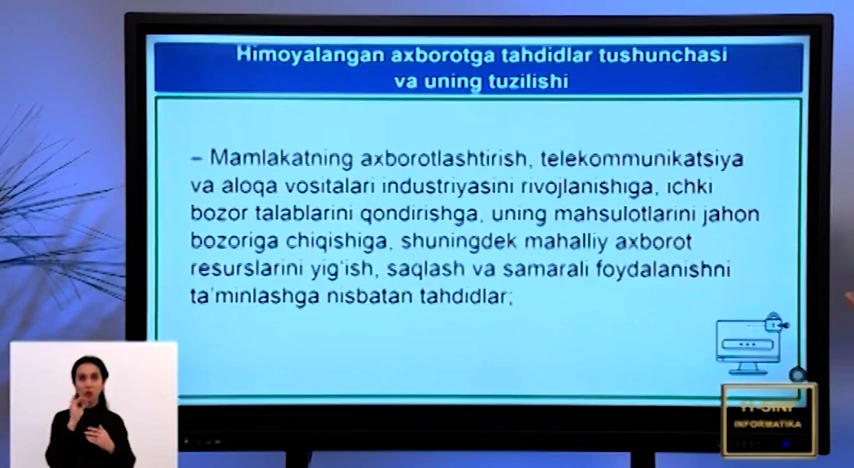 Himoyalangan axborotga tahdidlar tushunchasi
va uning tuzilishi
– Mamlakatning axborotlashtirish, telekommunikatsiya
va aloqa vositalari industriyasini rivojlanishiga, ichki
bozor talablarini qondirishga, uning mahsulotlarini jahon
bozoriga chiqishiga, shuningdek mahalliy axborot
resurslarini yig'ish, saqlash va samarali foydalanishni
ta'minlashga nisbatan tahdidlar;
11-SINF
INFORMATIKA